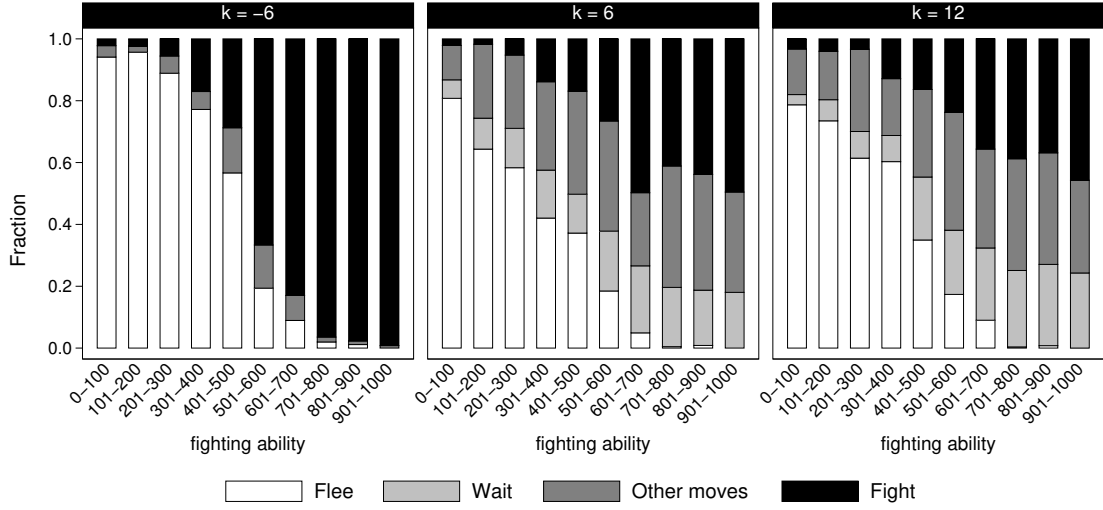 k = −6 k = 6 k = 12
Fraction
1.0
0.8
0.6
0.4
0.2
0.0
0−100 101−200 201−300 301−400 401−500 501−600 601−700 701−800 801−900 901−1000
0−100 101−200 201−300 301−400 401−500 501−600 601−700 701−800 801−900 901−1000
0−100 101−200 201−300 301−400 401−500 501−600 601−700 701−800 801−900 901−1000
fighting ability fighting ability fighting ability
Flee Wait Other moves Fight